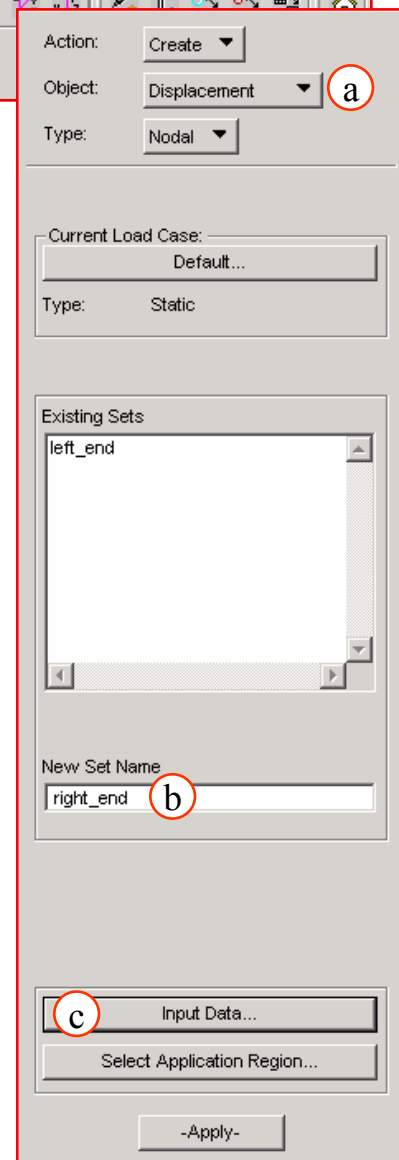 Action: Create
Object: Displacement a
Type: Nodal
Current Load Case:
Default...
Type: Static
Existing Sets
left_end
New Set Name
right_end b
c Input Data...
Select Application Region...
-Apply-